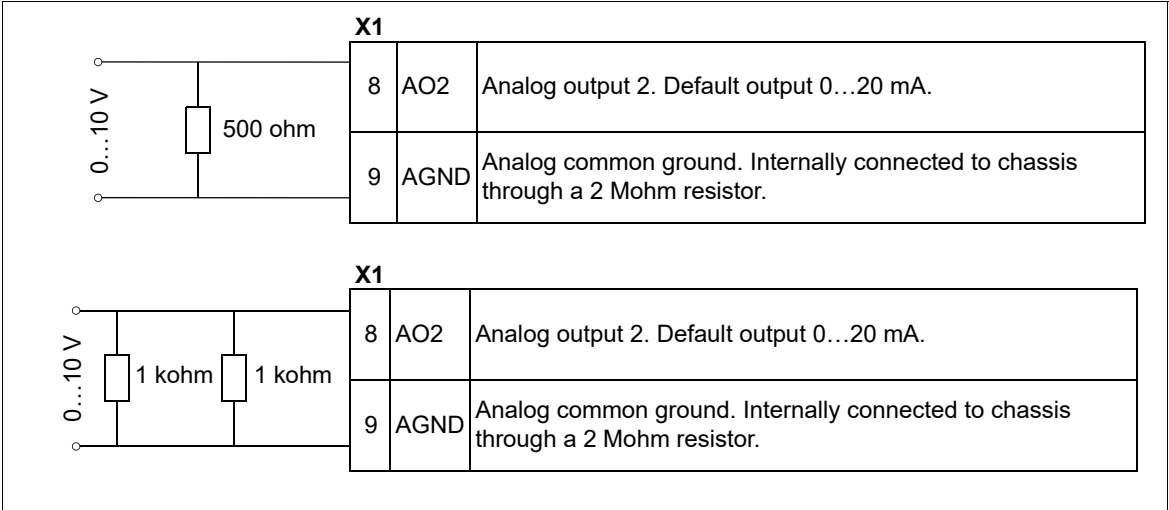 X1
0…10 V
500 ohm
8 AO2 Analog output 2. Default output 0…20 mA.
9 AGND Analog common ground. Internally connected to chassis
through a 2 Mohm resistor.
X1
0…10 V
1 kohm 1 kohm
8 AO2 Analog output 2. Default output 0…20 mA.
9 AGND Analog common ground. Internally connected to chassis
through a 2 Mohm resistor.